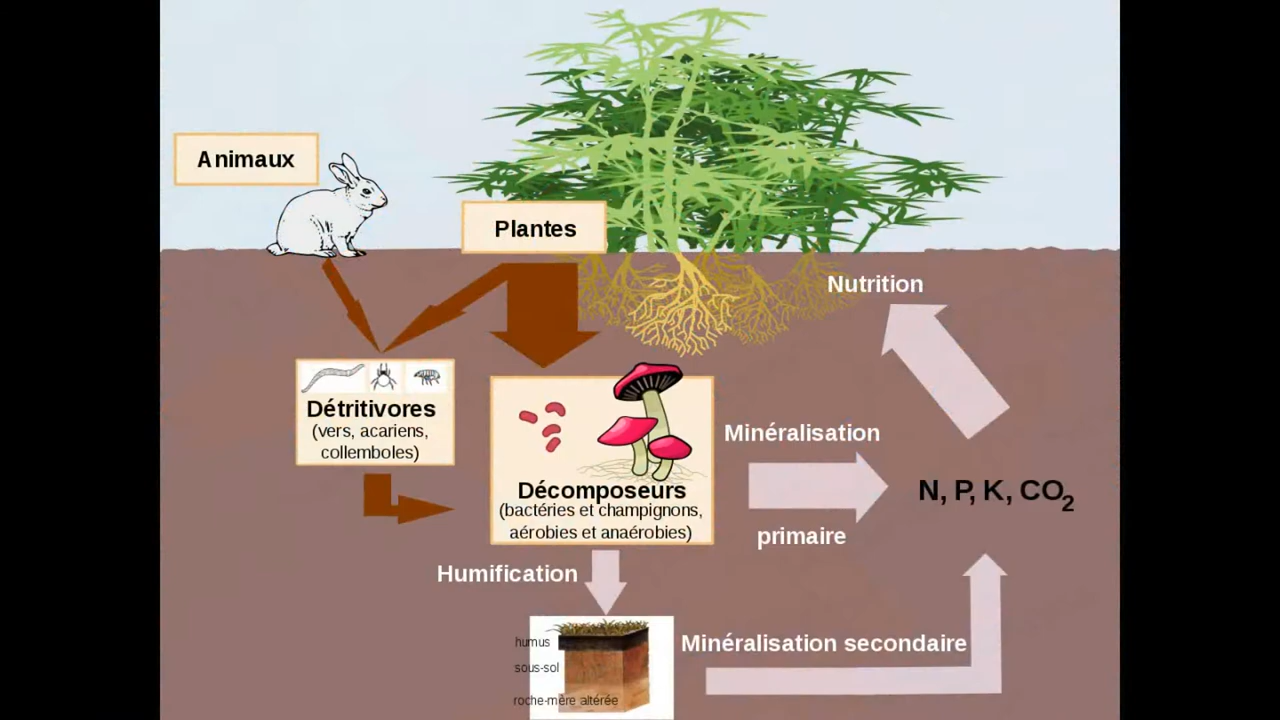 Animaux
Plantes
Nutrition
Détritivores
(vers, acariens,
collemboles)
Minéralisation
primaire
N, P, K, CO2
Décomposeurs
(bactéries et champignons,
aérobies et anaérobies)
Humification
humus
sous-sol
roche-mère altérée
Minéralisation secondaire